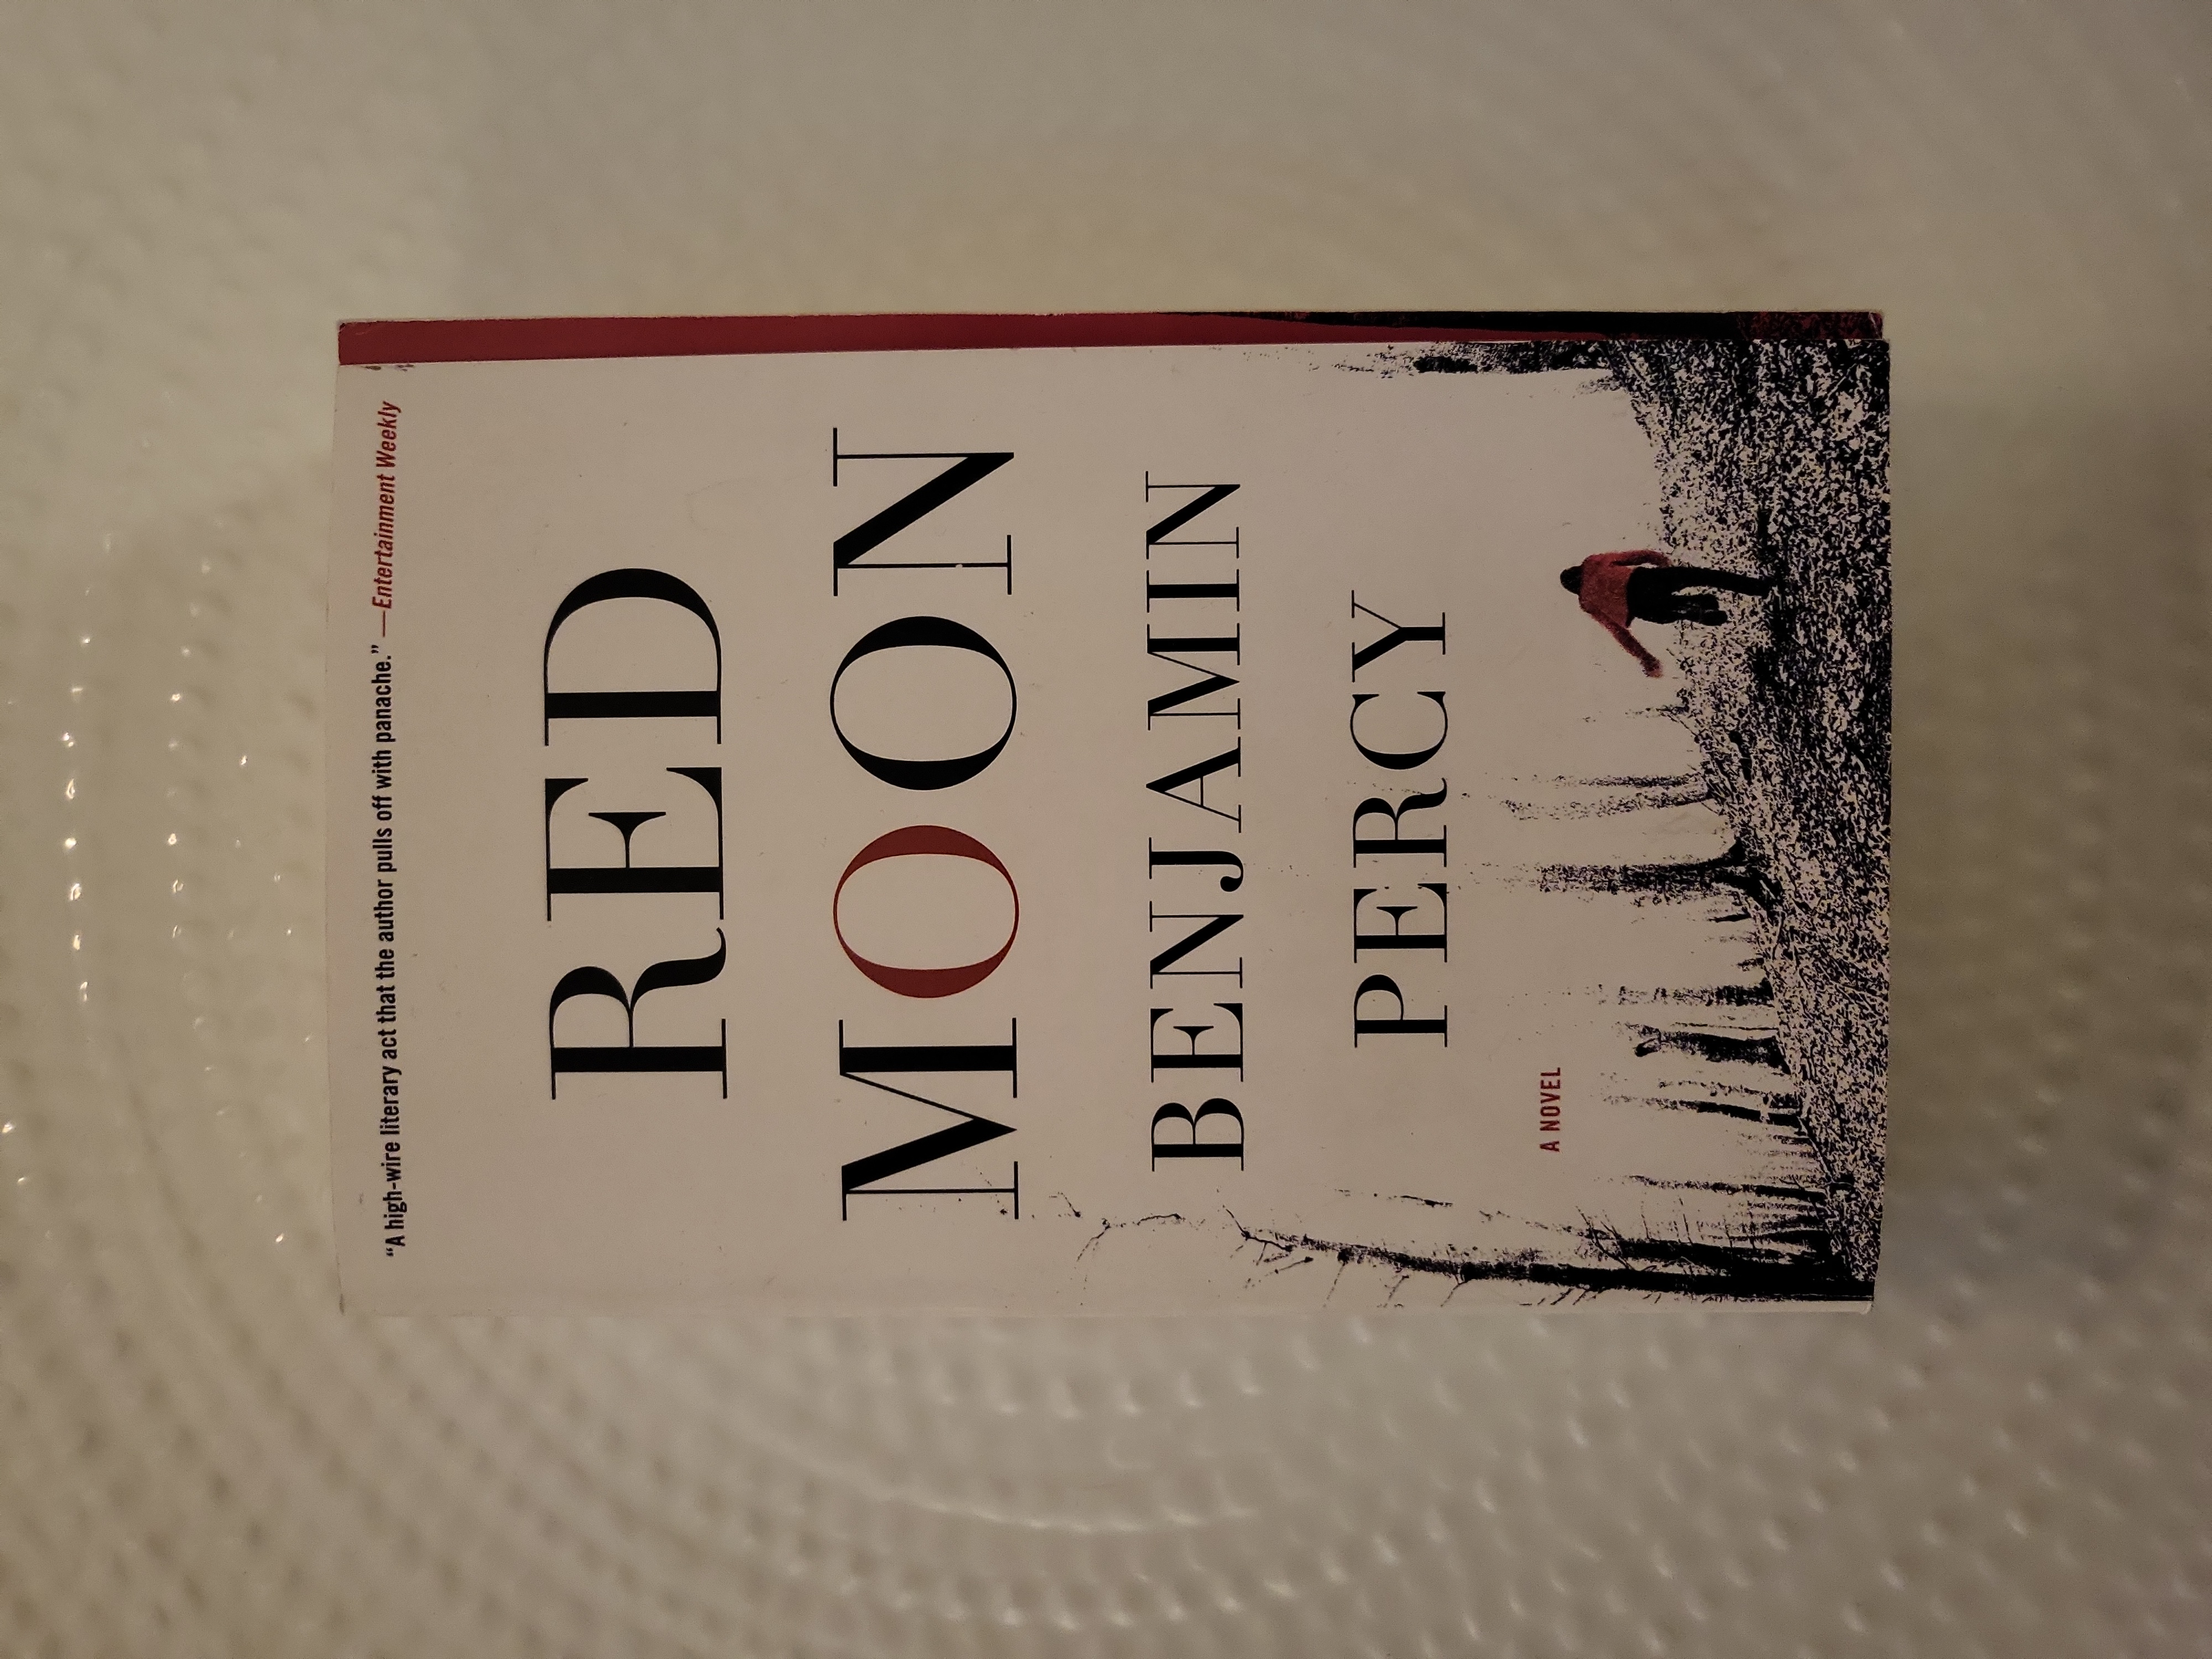 “A high-wire literary act that the author pulls off with panache.” —Entertainment Weekly
RED
MOON
BENJAMIN
PERCY
A NOVEL